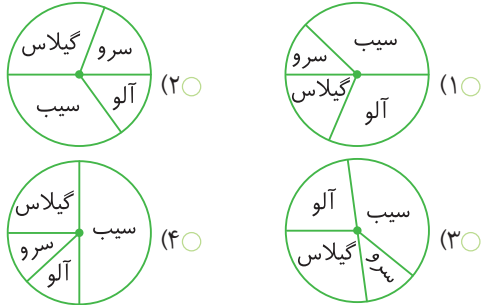 ۱)
سیب
سرو
گیلاس
آلو
۲)
سرو
گیلاس
آلو
سیب
۳)
آلو
سیب
گیلاس
سرو
۴)
گیلاس
سیب
سرو
آلو